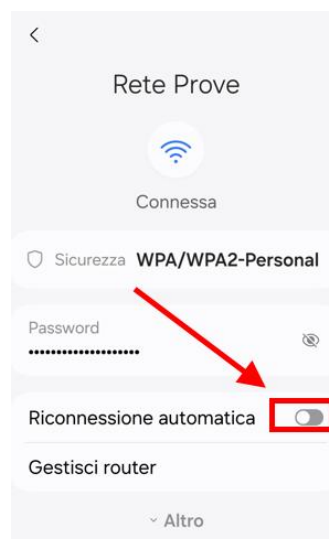 Rete Prove
Connessa
Sicurezza WPA/WPA2-Personal
Password
••••••••••••••••••••
Riconnessione automatica
Gestisci router
Altro